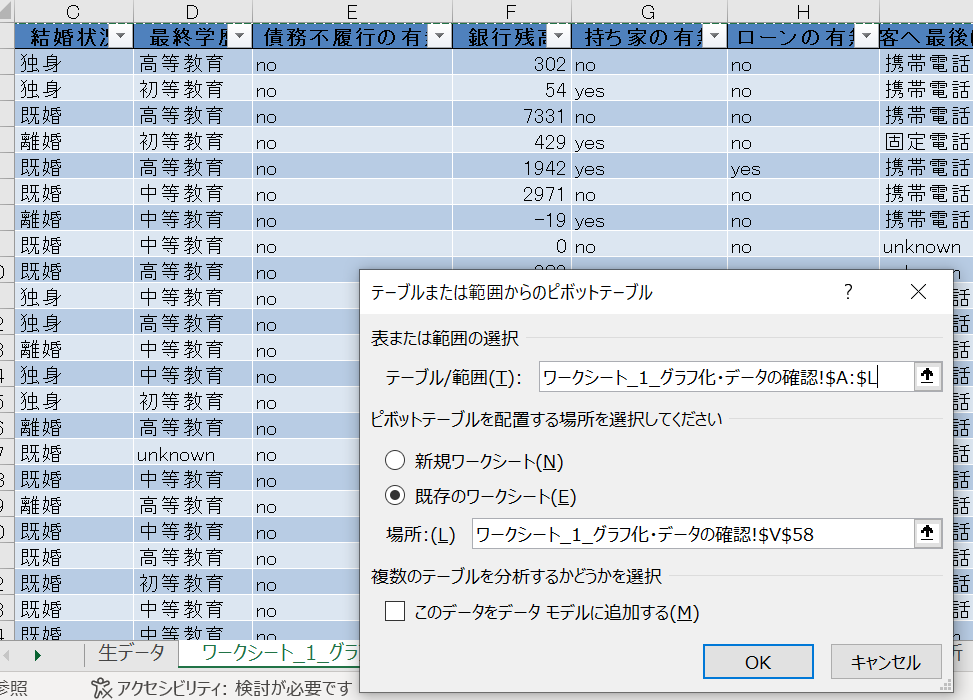 C D E F G H
結婚状況 最終学歴 債務不履行の有無 銀行残高 持ち家の有無 ローンの有無 客へ最後
独身 高等教育 no 302 no no 携帯電話
独身 初等教育 no 54 yes no 携帯電話
既婚 高等教育 no 7331 no no 携帯電話
離婚 初等教育 no 429 yes no 固定電話
既婚 高等教育 no 1942 yes yes 携帯電話
既婚 中等教育 no 2971 no no 携帯電話
離婚 中等教育 no -19 yes no 携帯電話
既婚 中等教育 no 0 no no unknown
既婚 高等教育 no
独身 中等教育 no
独身 高等教育 no
離婚 中等教育 no
独身 中等教育 no
独身 初等教育 no
離婚 高等教育 no
既婚 unknown no
既婚 中等教育 no
離婚 高等教育 no
既婚 中等教育 no
既婚 高等教育 no
既婚 初等教育 no
既婚 中等教育 no
既婚 中等教育 no
テーブルまたは範囲からのピボットテーブル ? ×
表または範囲の選択
テーブル/範囲(T): ワークシート_1_グラフ化・データの確認!$A:$L
ピボットテーブルを配置する場所を選択してください
新規ワークシート(N)
既存のワークシート(E)
場所:(L) ワークシート_1_グラフ化・データの確認!$V$58
複数のテーブルを分析するかどうかを選択
このデータをデータ モデルに追加する(M)
OK キャンセル
生データ ワークシート_1_グラ
参照 アクセシビリティ: 検討が必要です